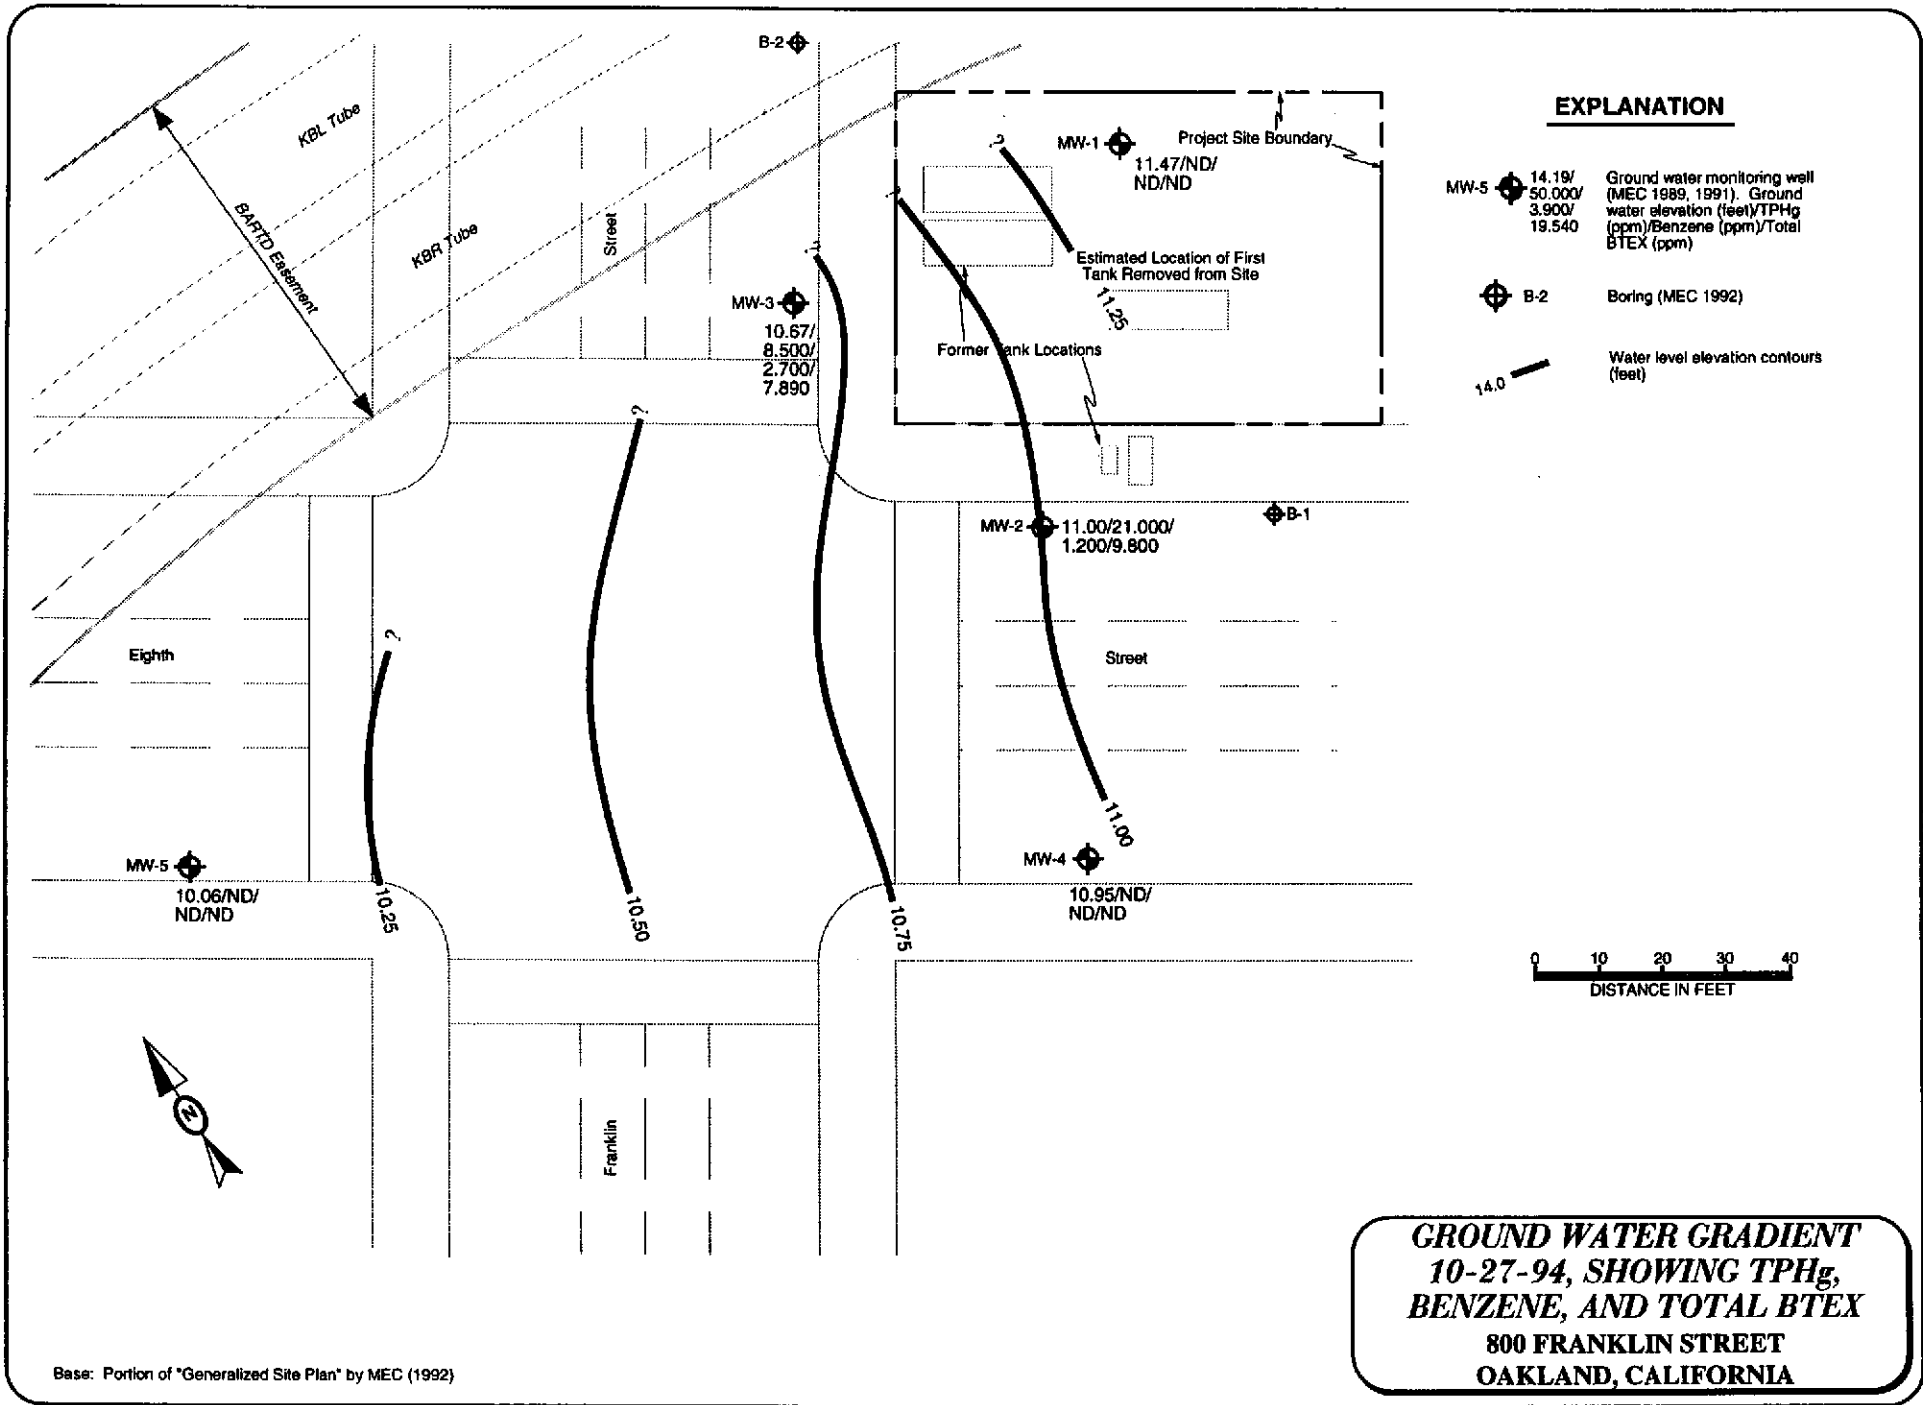 B-2
KBL Tube
KBR Tube
BARTD Easement
Street
MW-3
10.67/
8.500/
2.700/
7.890
?
?
?
?
?
MW-1
11.47/ND/
ND/ND
Project Site Boundary
Estimated Location of First
Tank Removed from Site
11.25
Former Tank Locations
EXPLANATION
MW-5
14.19/
50.000/
3.900/
19.540
Ground water monitoring well
(MEC 1989, 1991). Ground
water elevation (feet)/TPHg
(ppm)/Benzene (ppm)/Total
BTEX (ppm)
B-2
Boring (MEC 1992)
14.0
Water level elevation contours
(feet)
MW-2
11.00/21.000/
1.200/9.800
B-1
Eighth
Street
11.00
MW-5
10.06/ND/
ND/ND
10.25
10.50
10.75
MW-4
10.95/ND/
ND/ND
0 10 20 30 40
DISTANCE IN FEET
N
Franklin
Base: Portion of "Generalized Site Plan" by MEC (1992)
GROUND WATER GRADIENT
10-27-94, SHOWING TPHg,
BENZENE, AND TOTAL BTEX
800 FRANKLIN STREET
OAKLAND, CALIFORNIA